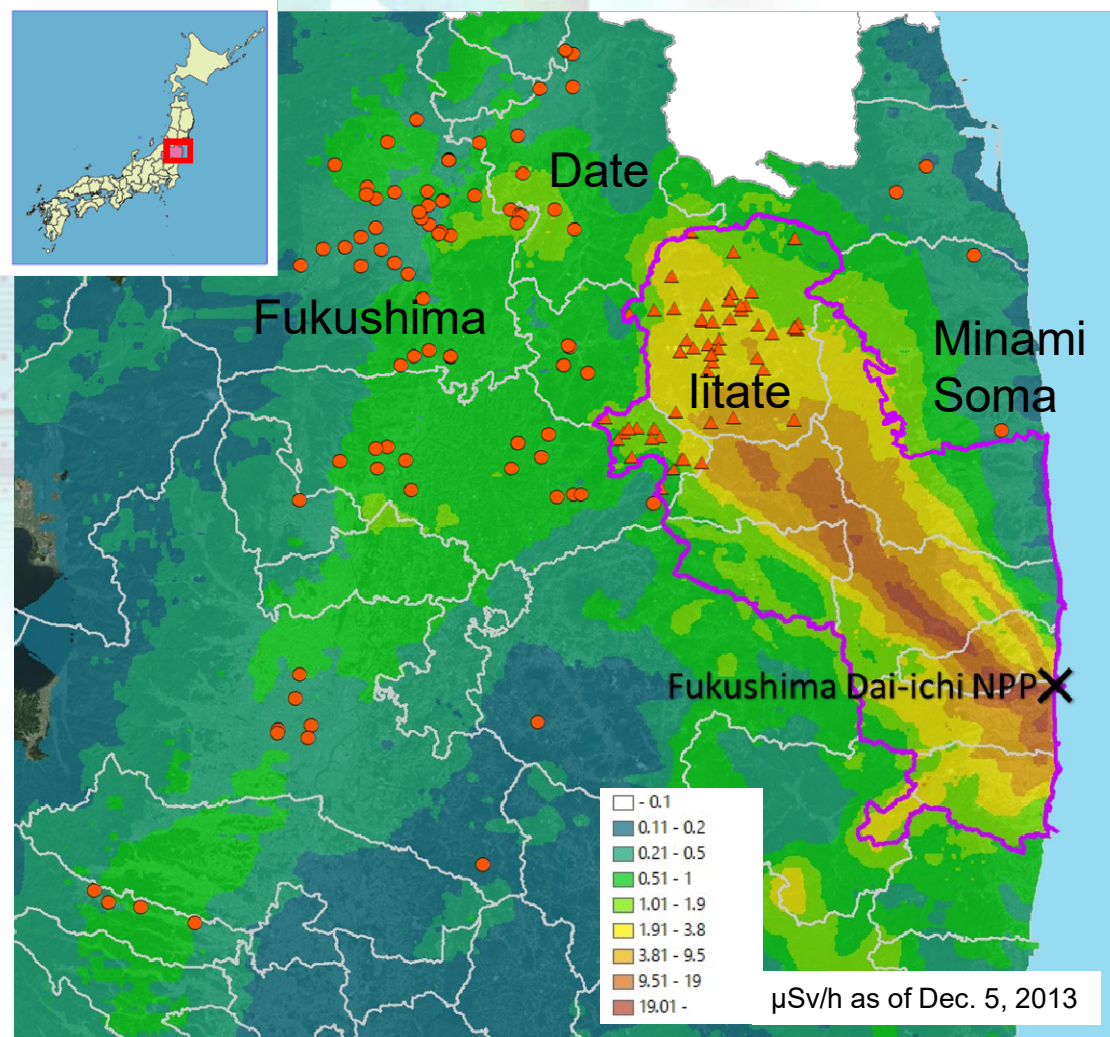 Date
Fukushima
Minami
Soma
Iitate
Fukushima Dai-ichi NPP
- 0.1
0.11 - 0.2
0.21 - 0.5
0.51 - 1
1.01 - 1.9
1.91 - 3.8
3.81 - 9.5
9.51 - 19
19.01 -
µSv/h as of Dec. 5, 2013